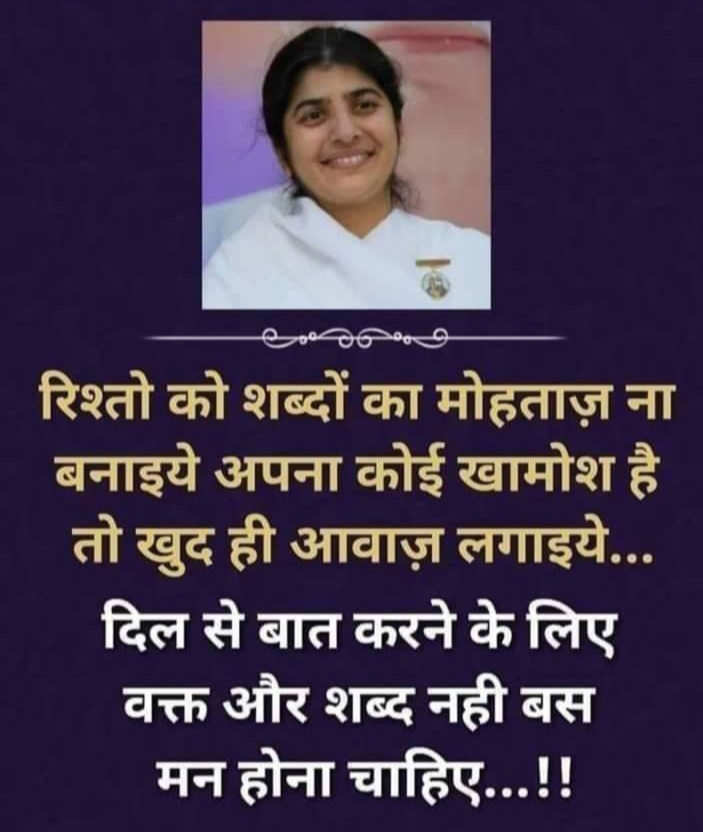 रिश्तो को शब्दों का मोहताज़ ना
बनाइये अपना कोई खामोश है
तो खुद ही आवाज़ लगाइये...
दिल से बात करने के लिए
वक्त और शब्द नही बस
मन होना चाहिए...!!